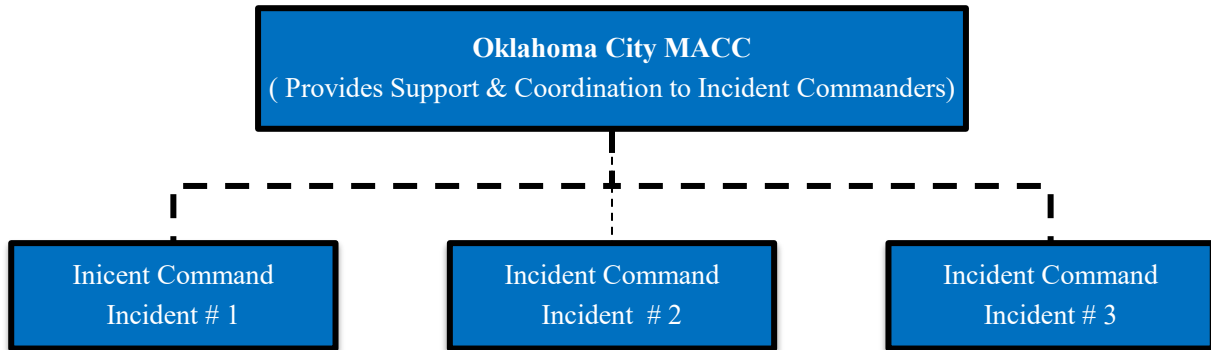 Oklahoma City MACC
( Provides Support & Coordination to Incident Commanders)
Inicent Command
Incident # 1
Incident Command
Incident # 2
Incident Command
Incident # 3